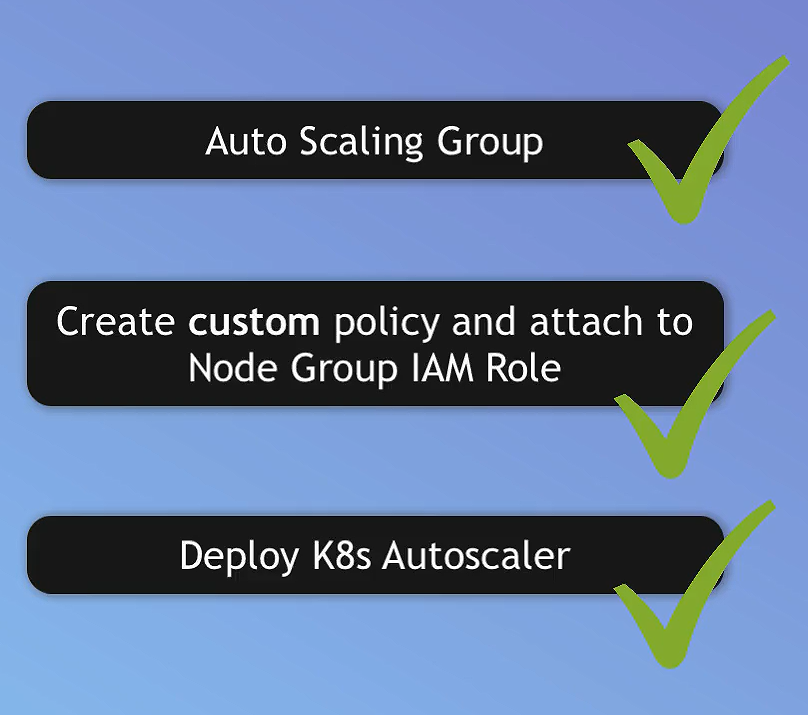 Auto Scaling Group
Create custom policy and attach to
Node Group IAM Role
Deploy K8s Autoscaler